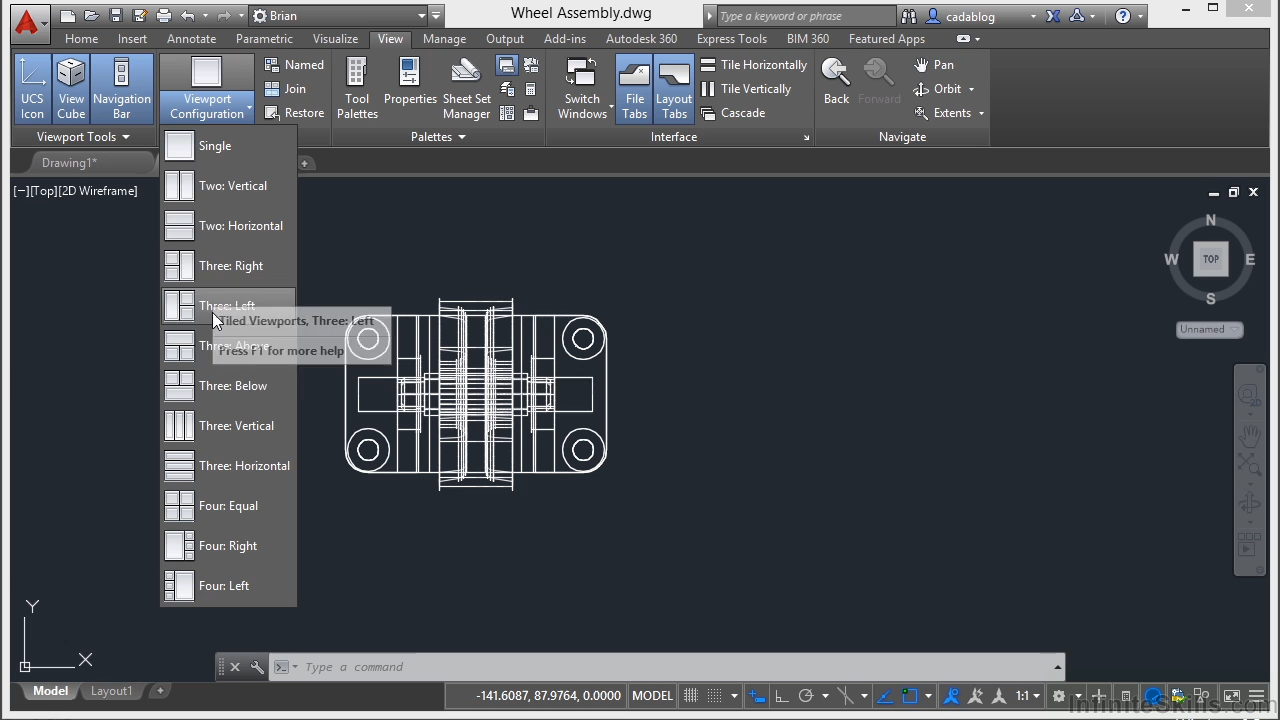 Brian
Wheel Assembly.dwg
Type a keyword or phrase
cadablog
Home Insert Annotate Parametric Visualize View Manage Output Add-ins Autodesk 360 Express Tools BIM 360 Featured Apps
UCS Icon
View Cube
Navigation Bar
Viewport Configuration
Named
Join
Restore
Tool Palettes
Properties
Sheet Set Manager
Switch Windows
File Tabs
Layout Tabs
Tile Horizontally
Tile Vertically
Cascade
Back
Forward
Pan
Orbit
Extents
Viewport Tools
Palettes
Interface
Navigate
Drawing1*
[−][Top][2D Wireframe]
Single
Two: Vertical
Two: Horizontal
Three: Right
Three: Left
Tiled Viewports, Three: Left
Three: Above
Press F1 for more help
Three: Below
Three: Vertical
Three: Horizontal
Four: Equal
Four: Right
Four: Left
N
W TOP E
S
Unnamed
Y
X
Type a command
Model Layout1
-141.6087, 87.9764, 0.0000 MODEL
1:1
InfiniteSkills.com